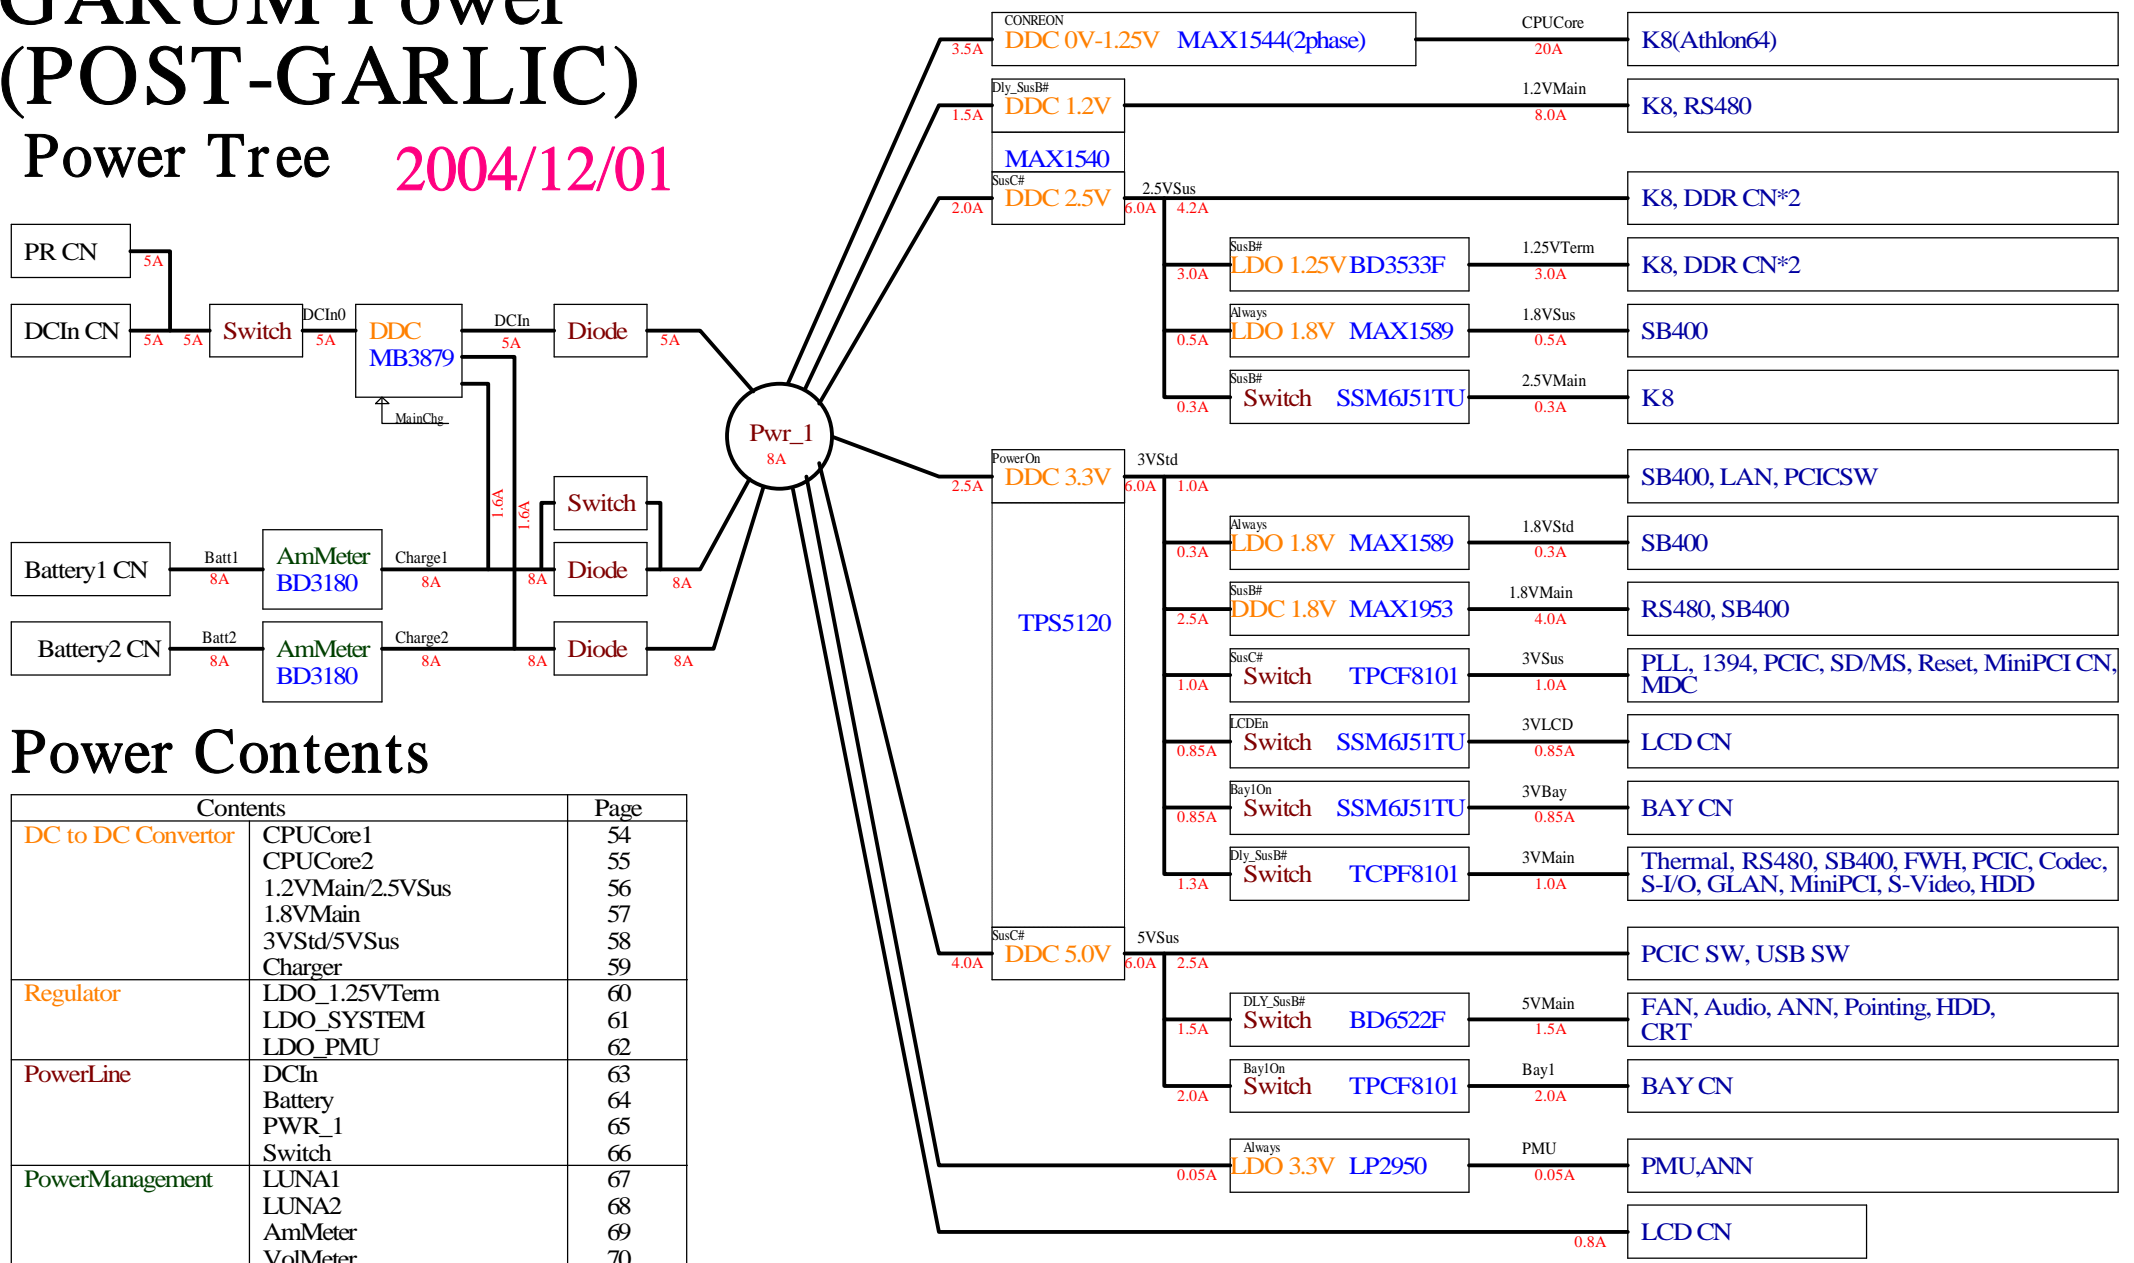 GARUM Power
(POST-GARLIC)
Power Tree 2004/12/01
PR CN
5A
DCIn CN
5A
5A
Switch
DCIn0
5A
DDC
MB3879
MainChg
DCIn
5A
Diode
5A
1.6A
1.6A
Switch
Battery1 CN
Batt1
8A
AmMeter
BD3180
Charge1
8A
8A
Diode
8A
Battery2 CN
Batt2
8A
AmMeter
BD3180
Charge2
8A
8A
Diode
8A
Pwr_1
8A
3.5A
CONREON
DDC 0V-1.25V MAX1544(2phase)
CPUCore
20A
K8(Athlon64)
1.5A
Dly_SusB#
DDC 1.2V
1.2VMain
8.0A
K8, RS480
MAX1540
2.0A
SusC#
DDC 2.5V
2.5VSus
6.0A
4.2A
K8, DDR CN*2
3.0A
SusB#
LDO 1.25V BD3533F
1.25VTerm
3.0A
K8, DDR CN*2
0.5A
Always
LDO 1.8V MAX1589
1.8VSus
0.5A
SB400
0.3A
SusB#
Switch SSM6J51TU
2.5VMain
0.3A
K8
2.5A
PowerOn
DDC 3.3V
3VStd
6.0A
1.0A
SB400, LAN, PCICSW
TPS5120
0.3A
Always
LDO 1.8V MAX1589
1.8VStd
0.3A
SB400
2.5A
SusB#
DDC 1.8V MAX1953
1.8VMain
4.0A
RS480, SB400
1.0A
SusC#
Switch TPCF8101
3VSus
1.0A
PLL, 1394, PCIC, SD/MS, Reset, MiniPCI CN,
MDC
0.85A
LCDEn
Switch SSM6J51TU
3VLCD
0.85A
LCD CN
0.85A
Bay1On
Switch SSM6J51TU
3VBay
0.85A
BAY CN
1.3A
Dly_SusB#
Switch TCPF8101
3VMain
1.0A
Thermal, RS480, SB400, FWH, PCIC, Codec,
S-I/O, GLAN, MiniPCI, S-Video, HDD
4.0A
SusC#
DDC 5.0V
5VSus
6.0A
2.5A
PCIC SW, USB SW
1.5A
DLY_SusB#
Switch BD6522F
5VMain
1.5A
FAN, Audio, ANN, Pointing, HDD,
CRT
2.0A
Bay1On
Switch TPCF8101
Bay1
2.0A
BAY CN
0.05A
Always
LDO 3.3V LP2950
PMU
0.05A
PMU,ANN
0.8A
LCD CN
Power Contents
Contents Page
DC to DC Convertor CPUCore1 54
CPUCore2 55
1.2VMain/2.5VSus 56
1.8VMain 57
3VStd/5VSus 58
Charger 59
Regulator LDO_1.25VTerm 60
LDO_SYSTEM 61
LDO_PMU 62
PowerLine DCIn 63
Battery 64
PWR_1 65
Switch 66
PowerManagement LUNA1 67
LUNA2 68
AmMeter 69
VolMeter 70